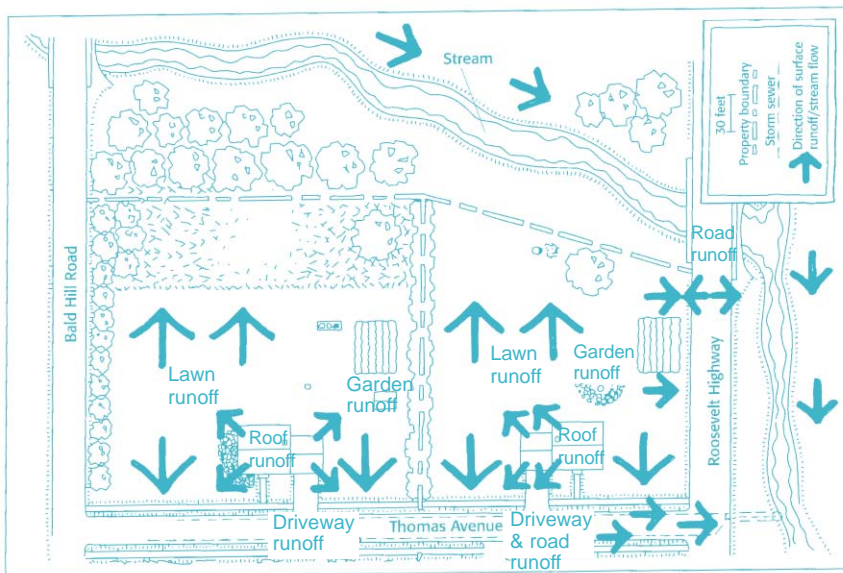 Stream
30 feet
Property boundary
Storm sewer
Direction of surface
runoff/stream flow
Road
runoff
Bald Hill Road
Lawn
runoff
Garden
runoff
Lawn
runoff
Garden
runoff
Roosevelt Highway
Roof
runoff
Roof
runoff
Driveway
runoff
Thomas Avenue
Driveway
& road
runoff